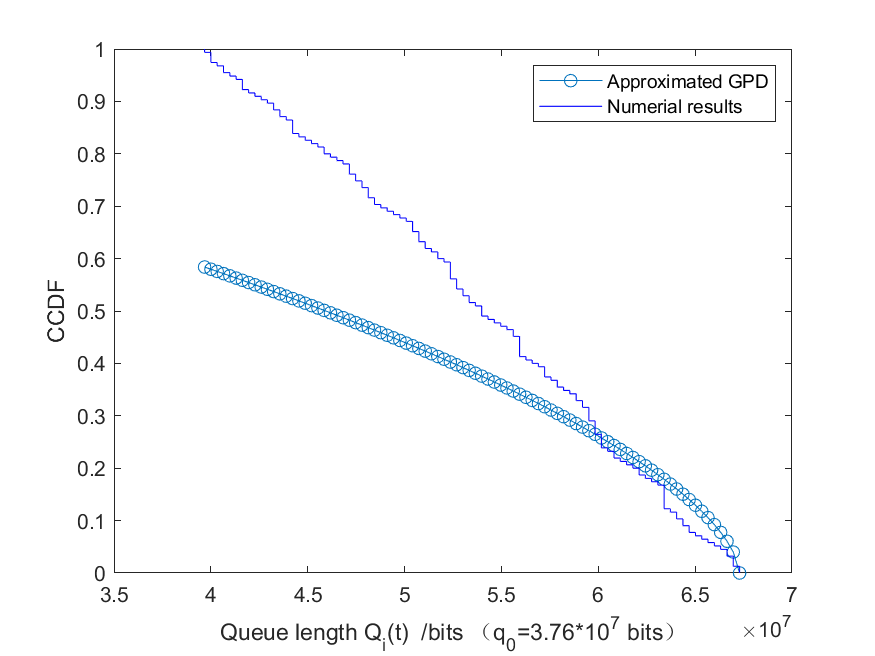 1
0.9
0.8
0.7
0.6
0.5
0.4
0.3
0.2
0.1
0
CCDF
Approximated GPD
Numerial results
3.5 4 4.5 5 5.5 6 6.5 7
×10^7
Queue length Q_i(t) /bits （q_0=3.76*10^7 bits）